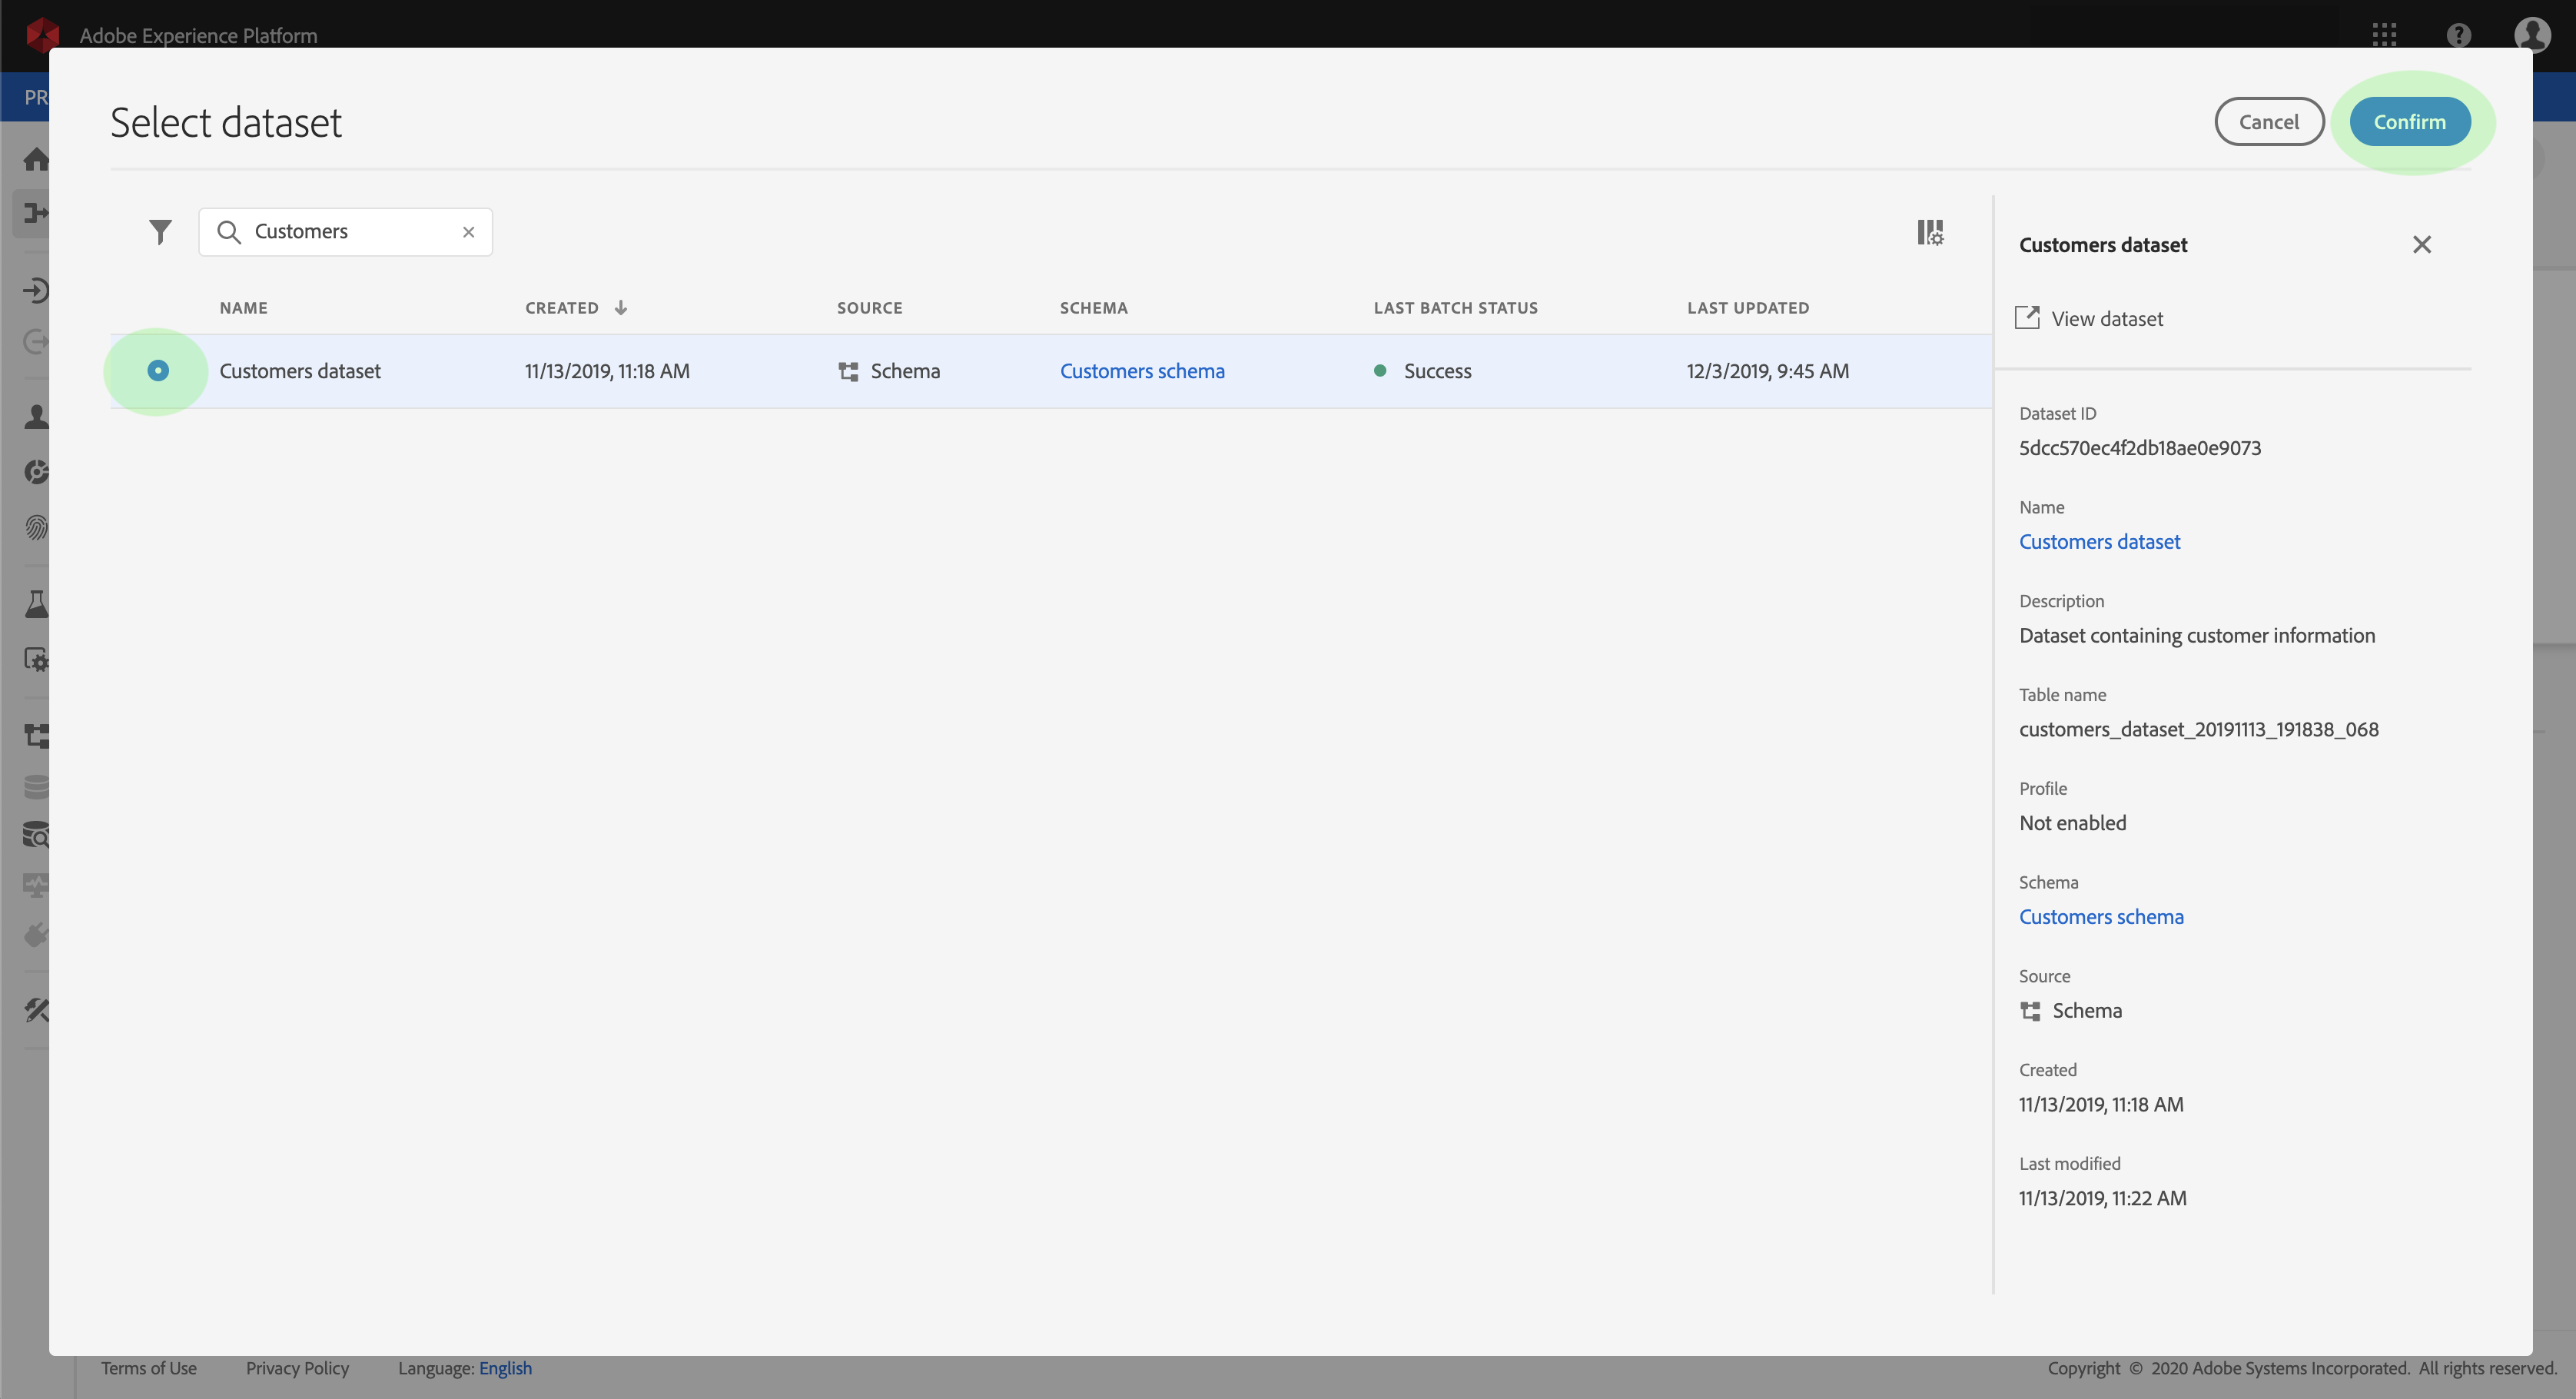 Adobe Experience Platform
PR
Select dataset
Cancel
Confirm
Customers
NAME CREATED SOURCE SCHEMA LAST BATCH STATUS LAST UPDATED
Customers dataset 11/13/2019, 11:18 AM Schema Customers schema Success 12/3/2019, 9:45 AM
Customers dataset
View dataset
Dataset ID
5dcc570ec4f2db18ae0e9073
Name
Customers dataset
Description
Dataset containing customer information
Table name
customers_dataset_20191113_191838_068
Profile
Not enabled
Schema
Customers schema
Source
Schema
Created
11/13/2019, 11:18 AM
Last modified
11/13/2019, 11:22 AM
Terms of Use Privacy Policy Language: English Copyright © 2020 Adobe Systems Incorporated. All rights reserved.